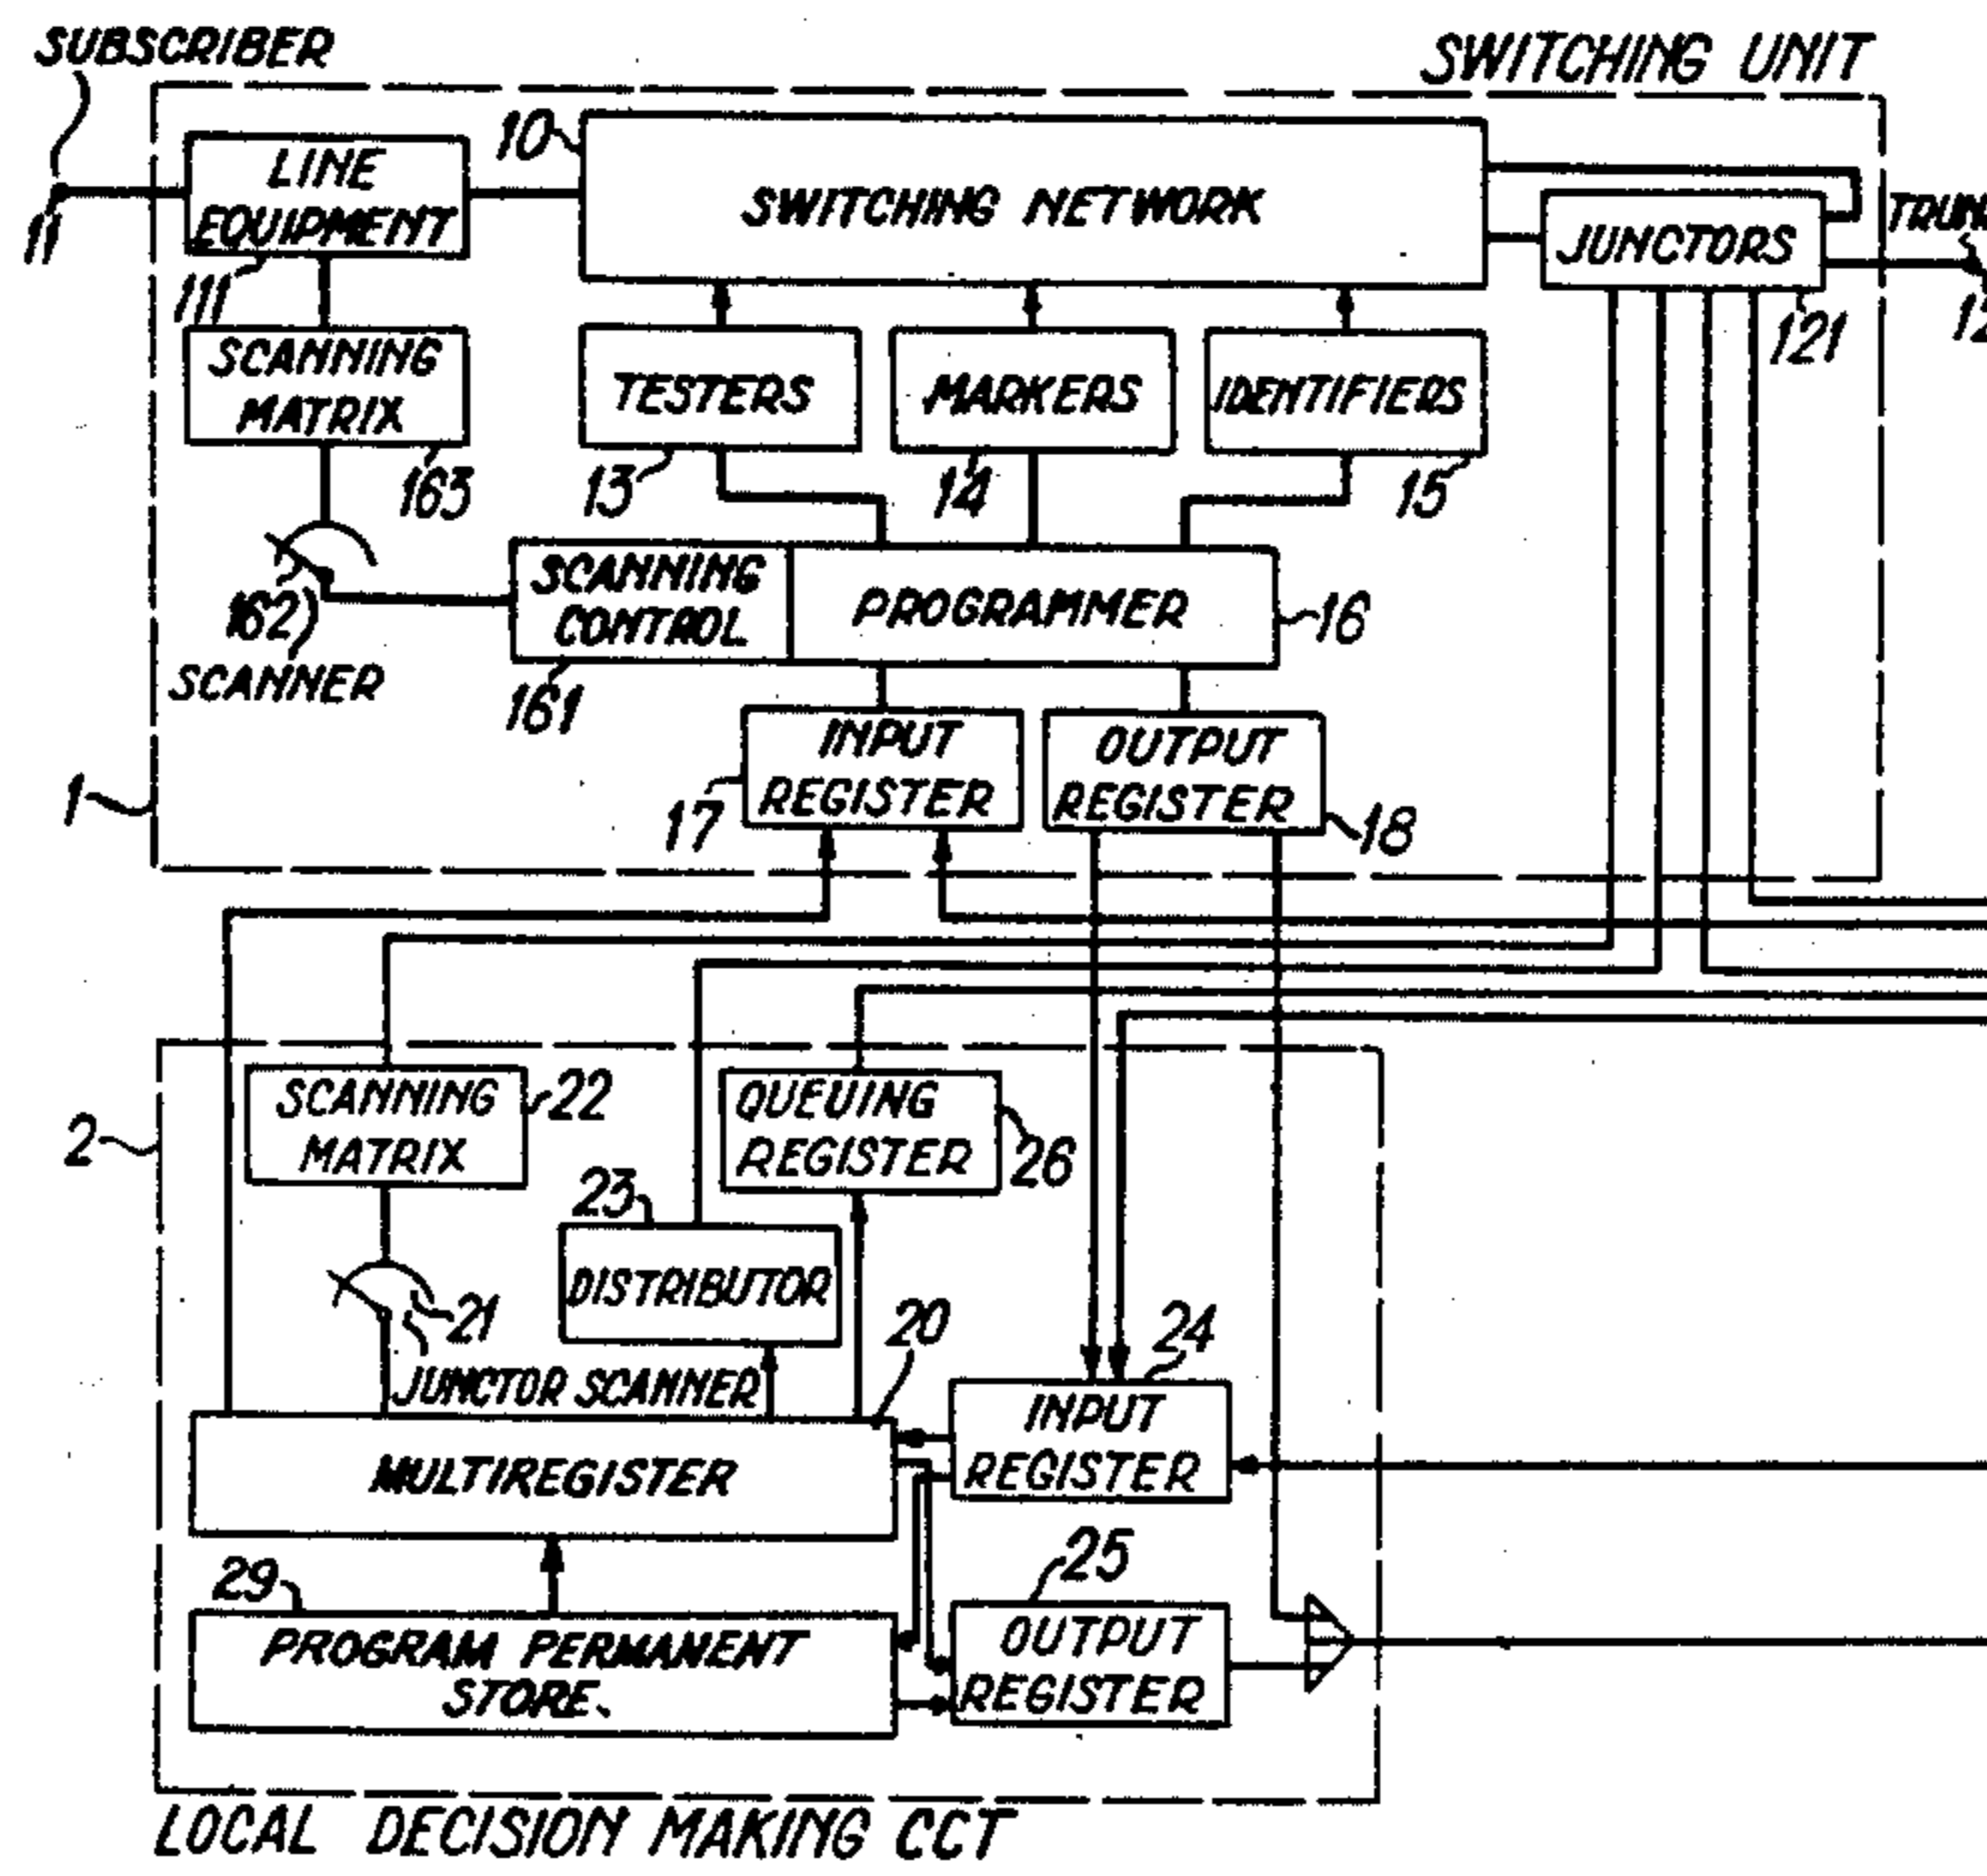 SUBSCRIBER
SWITCHING UNIT
10
LINE
EQUIPMENT
SWITCHING NETWORK
JUNCTORS
11
111
121
SCANNING
MATRIX
TESTERS
MARKERS
IDENTIFIERS
163
13
14
15
SCANNING
CONTROL
PROGRAMMER
16
162
SCANNER
161
INPUT
REGISTER
OUTPUT
REGISTER
1
17
18
SCANNING
MATRIX
22
QUEUING
REGISTER
2
26
23
DISTRIBUTOR
21
20
24
JUNCTOR SCANNER
INPUT
REGISTER
MULTIREGISTER
25
29
PROGRAM PERMANENT
STORE.
OUTPUT
REGISTER
LOCAL DECISION MAKING CCT